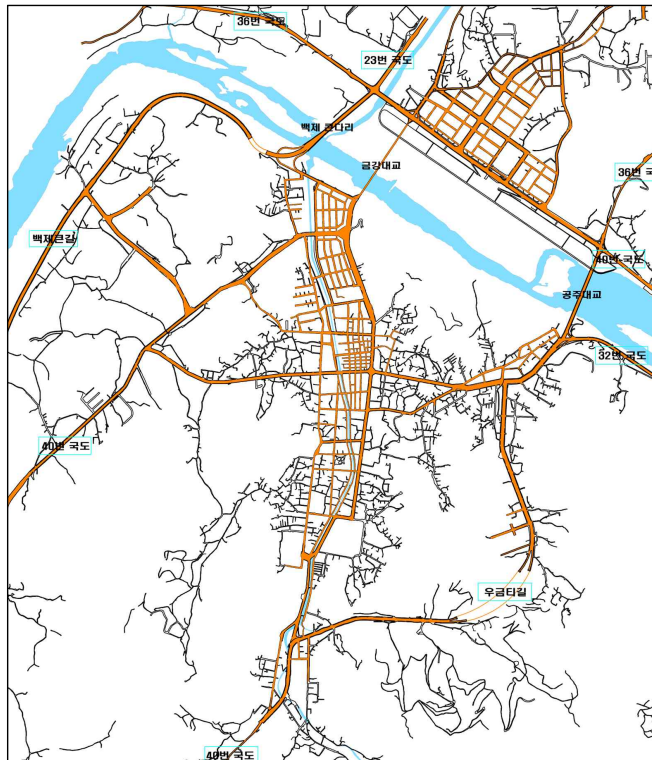 36번 국도
23번 국도
백제 큰다리
금강대교
36번 국
백제큰길
40번 국도
공주대교
32번 국도
40번 국도
우금티길
40번 국도